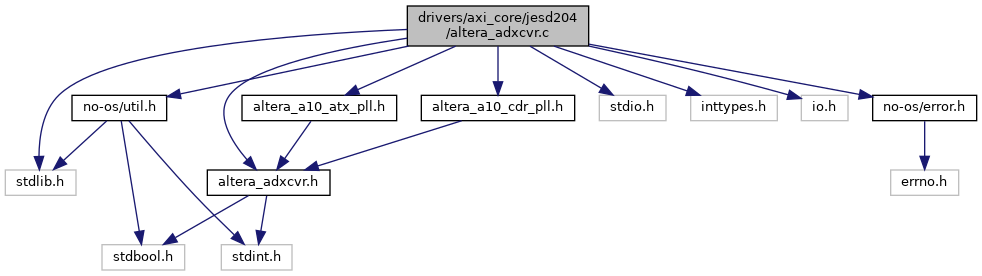 drivers/axi_core/jesd204
/altera_adxcvr.c
no-os/util.h
altera_a10_atx_pll.h
altera_a10_cdr_pll.h
stdio.h
inttypes.h
io.h
no-os/error.h
stdlib.h
altera_adxcvr.h
errno.h
stdbool.h
stdint.h